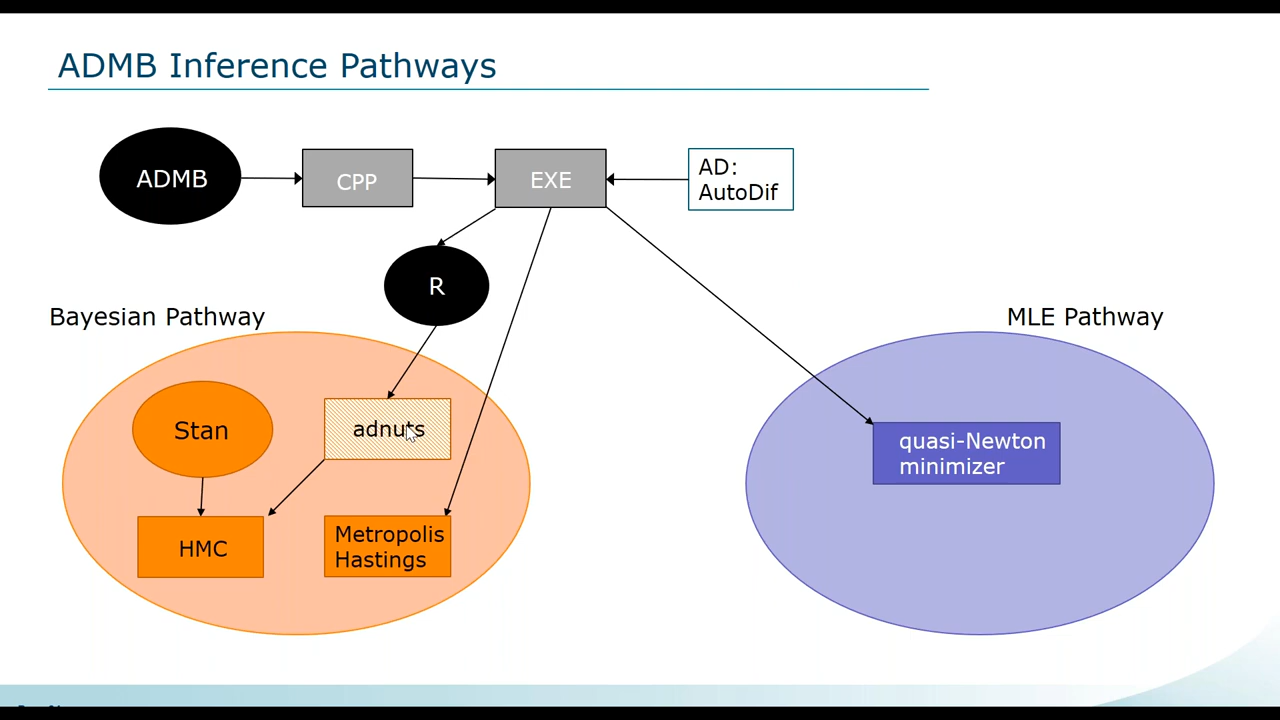 ADMB Inference Pathways
ADMB
CPP
EXE
AD:
AutoDif
R
Bayesian Pathway
MLE Pathway
Stan
adnuts
quasi-Newton
minimizer
HMC
Metropolis
Hastings